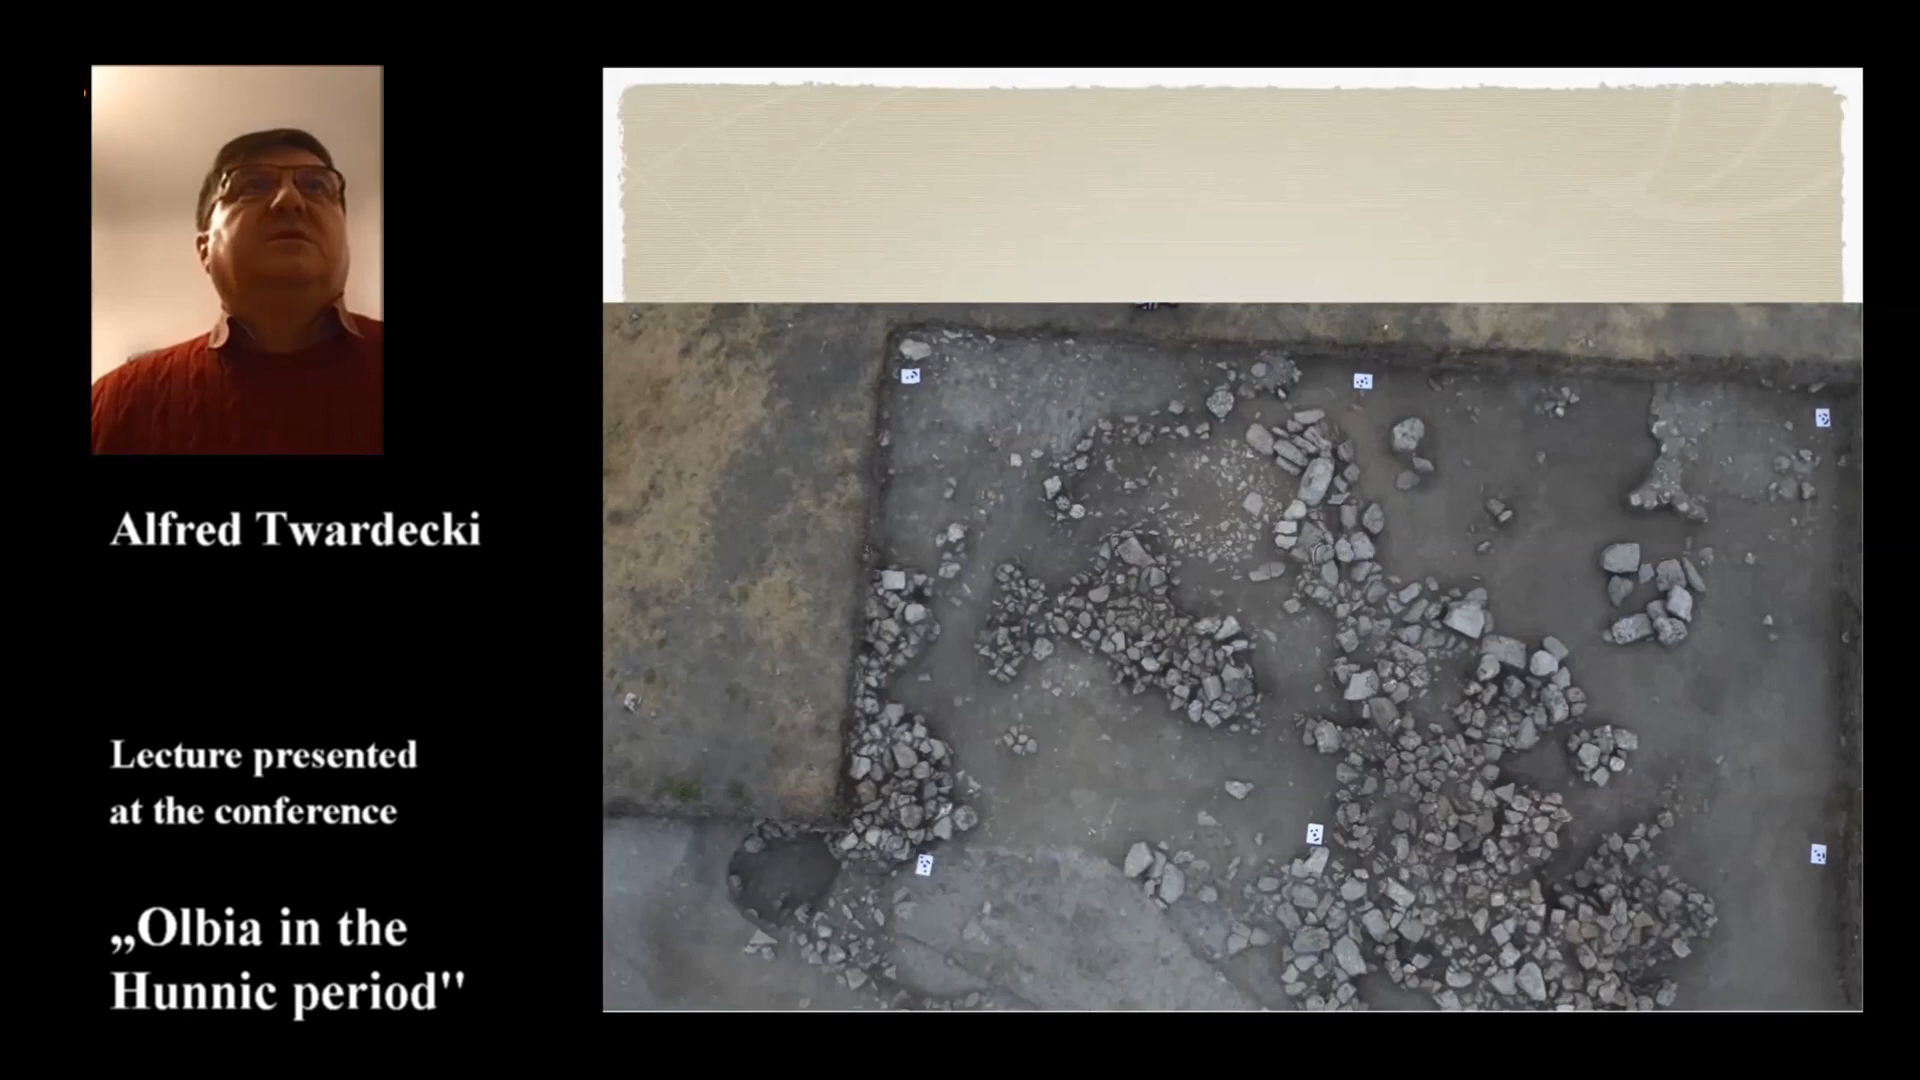 Alfred Twardecki
Lecture presented
at the conference
„Olbia in the
Hunnic period"